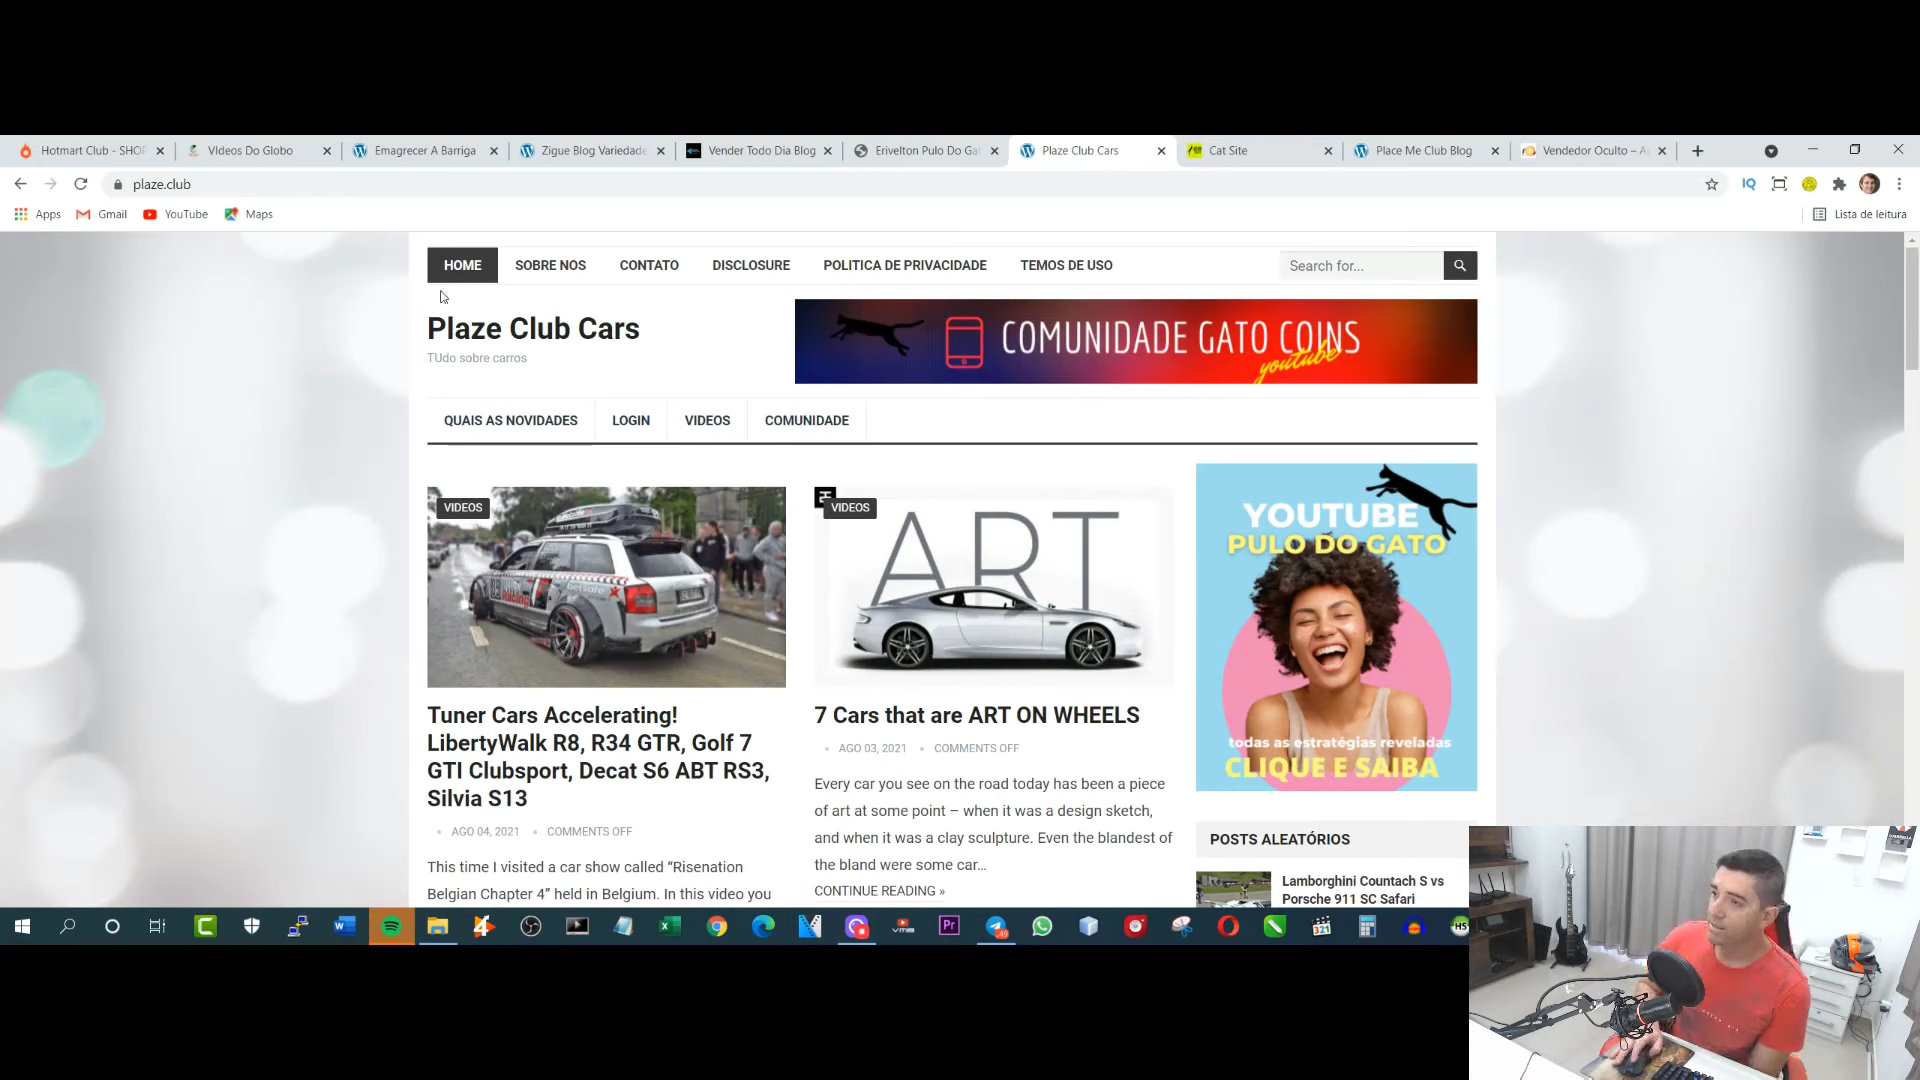 Hotmart Club - SHOP
VIdeos Do Globo
Emagrecer A Barriga
Zigue Blog Variedade
Vender Todo Dia Blog
Erivelton Pulo Do Ga
Plaze Club Cars
Cat Site
Place Me Club Blog
Vendedor Oculto – A
plaze.club
IQ
Apps
Gmail
YouTube
Maps
Lista de leitura
HOME
SOBRE NOS
CONTATO
DISCLOSURE
POLITICA DE PRIVACIDADE
TEMOS DE USO
Search for...
Plaze Club Cars
TUdo sobre carros
COMUNIDADE GATO COINS
youtube
QUAIS AS NOVIDADES
LOGIN
VIDEOS
COMUNIDADE
VIDEOS
betsafe
Racing
VIDEOS
ART
YOUTUBE
PULO DO GATO
todas as estratégias reveladas
CLIQUE E SAIBA
Tuner Cars Accelerating!
LibertyWalk R8, R34 GTR, Golf 7
GTI Clubsport, Decat S6 ABT RS3,
Silvia S13
AGO 04, 2021
COMMENTS OFF
This time I visited a car show called “Risenation
Belgian Chapter 4” held in Belgium. In this video you
7 Cars that are ART ON WHEELS
AGO 03, 2021
COMMENTS OFF
Every car you see on the road today has been a piece
of art at some point – when it was a design sketch,
and when it was a clay sculpture. Even the blandest of
the bland were some car…
CONTINUE READING »
POSTS ALEATÓRIOS
Lamborghini Countach S vs
Porsche 911 SC Safari
Pr
49
321
HS